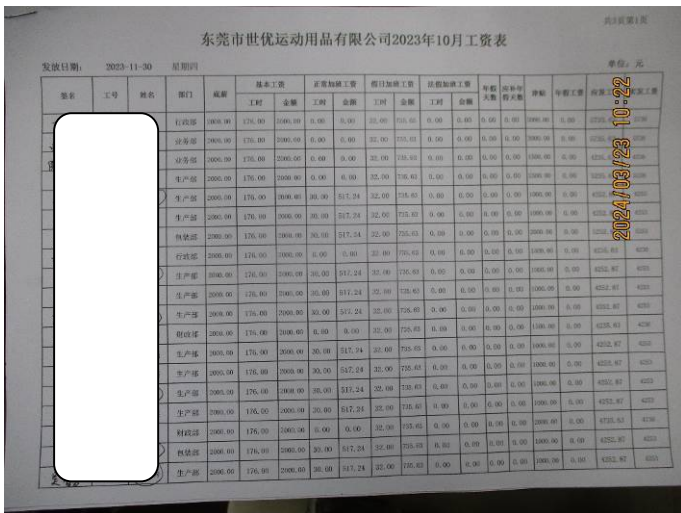 共2页第1页
东莞市世优运动用品有限公司2023年10月工资表
发放日期： 2023-11-30 星期四 单位：元
基本工资 正常加班工资 假日加班工资 法假加班工资
签名 工号 姓名 部门 底薪 工时 金额 工时 金额 工时 金额 工时 金额 年假天数 应补年假天数 津贴 年假工资
行政部 2000.00 176.00 2000.00 0.00 0.00 32.00 735.63 0.00 0.00 0.00 0.00 0.00
业务部 2000.00 176.00 2000.00 0.00 0.00 32.00 735.63 0.00 0.00 0.00 0.00 0.00
业务部 2000.00 176.00 2000.00 0.00 0.00 32.00 735.63 0.00 0.00 0.00 0.00 1500.00 0.00
生产部 2000.00 176.00 2000.00 0.00 0.00 32.00 735.63 0.00 0.00 0.00 0.00 0.00
生产部 2000.00 176.00 2000.00 30.00 517.24 32.00 735.63 0.00 0.00 0.00 0.00 1000.00 0.00 4252.87 4253
生产部 2000.00 176.00 2000.00 30.00 517.24 32.00 735.63 0.00 0.00 0.00 0.00 1000.00 0.00
包装部 2000.00 176.00 2000.00 30.00 517.24 32.00 735.63 0.00 0.00 0.00 0.00 0.00
行政部 2000.00 176.00 2000.00 0.00 0.00 32.00 735.63 0.00 0.00 0.00 0.00 0.00
生产部 2000.00 176.00 2000.00 30.00 517.24 32.00 735.63 0.00 0.00 0.00 0.00 1000.00 0.00 4252.87 4253
生产部 2000.00 176.00 2000.00 30.00 517.24 32.00 735.63 0.00 0.00 0.00 0.00 1000.00 0.00 4252.87 4253
生产部 2000.00 176.00 2000.00 30.00 517.24 32.00 735.63 0.00 0.00 0.00 0.00 1000.00 0.00 4252.87 4253
财政部 2000.00 176.00 2000.00 0.00 0.00 32.00 735.63 0.00 0.00 0.00 0.00 1500.00 0.00 4235.63 4236
生产部 2000.00 176.00 2000.00 30.00 517.24 32.00 735.63 0.00 0.00 0.00 0.00 1000.00 0.00 4252.87 4253
生产部 2000.00 176.00 2000.00 30.00 517.24 32.00 735.63 0.00 0.00 0.00 0.00 1000.00 0.00 4252.87 4253
生产部 2000.00 176.00 2000.00 30.00 517.24 32.00 735.63 0.00 0.00 0.00 0.00 1000.00 0.00 4252.87 4253
生产部 2000.00 176.00 2000.00 30.00 517.24 32.00 735.63 0.00 0.00 0.00 0.00 1000.00 0.00 4252.87 4253
财政部 2000.00 176.00 2000.00 0.00 0.00 32.00 735.63 0.00 0.00 0.00 0.00 2000.00 0.00 4735.63 4736
包装部 2000.00 176.00 2000.00 30.00 517.24 32.00 735.63 0.00 0.00 0.00 0.00 1000.00 0.00 4252.87 4253
生产部 2000.00 176.00 2000.00 30.00 517.24 32.00 735.63 0.00 0.00 0.00 0.00 1000.00 0.00 4252.87 4253
2024/03/23 10:22